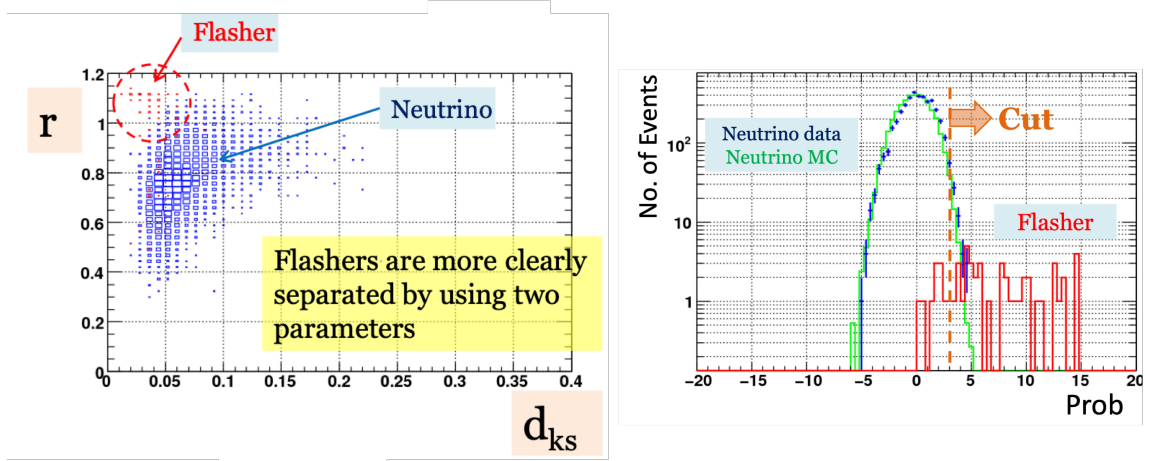 Flasher
1.2
1
0.8
0.6
0.4
0.2
0
r
Neutrino
Flashers are more clearly
separated by using two
parameters
0 0.05 0.1 0.15 0.2 0.25 0.3 0.35 0.4
dks
No. of Events
10²
10
1
Neutrino data
Neutrino MC
Cut
Flasher
−20 −15 −10 −5 0 5 10 15 20
Prob